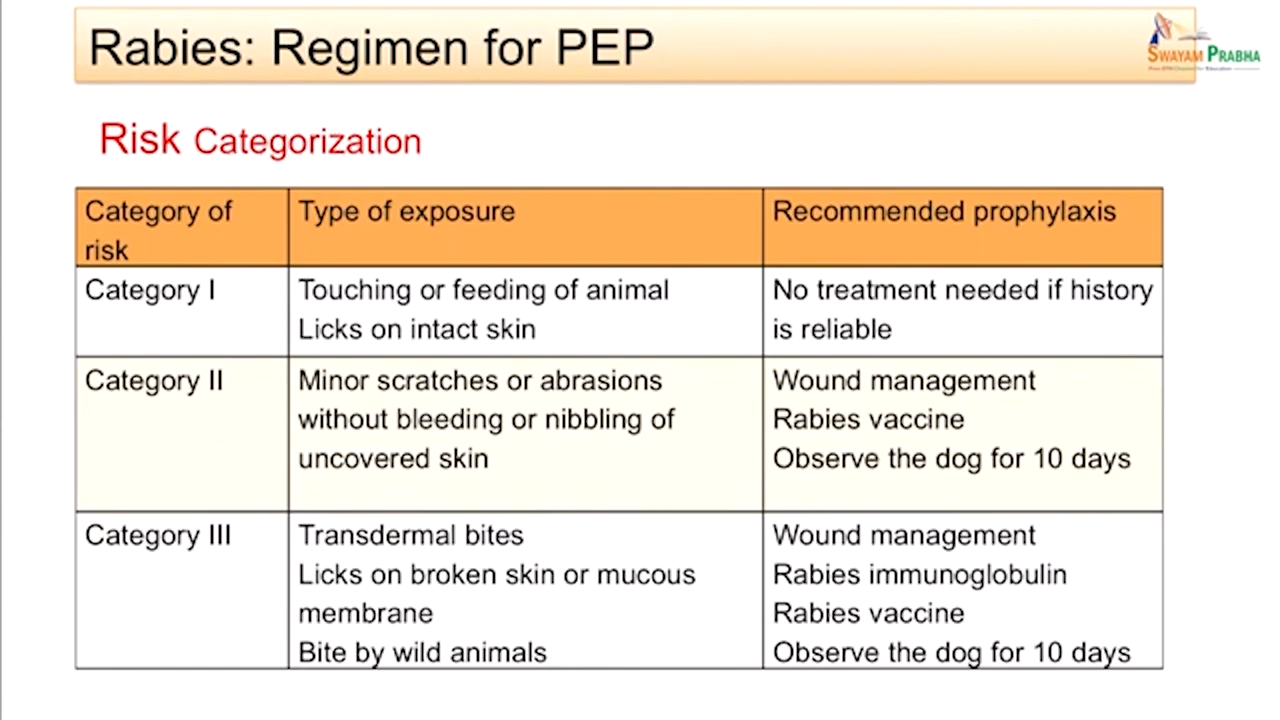 Rabies: Regimen for PEP
SWAYAM PRABHA
Risk Categorization
Category of risk
Type of exposure
Recommended prophylaxis
Category I
Touching or feeding of animal
Licks on intact skin
No treatment needed if history
is reliable
Category II
Minor scratches or abrasions
without bleeding or nibbling of
uncovered skin
Wound management
Rabies vaccine
Observe the dog for 10 days
Category III
Transdermal bites
Licks on broken skin or mucous
membrane
Bite by wild animals
Wound management
Rabies immunoglobulin
Rabies vaccine
Observe the dog for 10 days